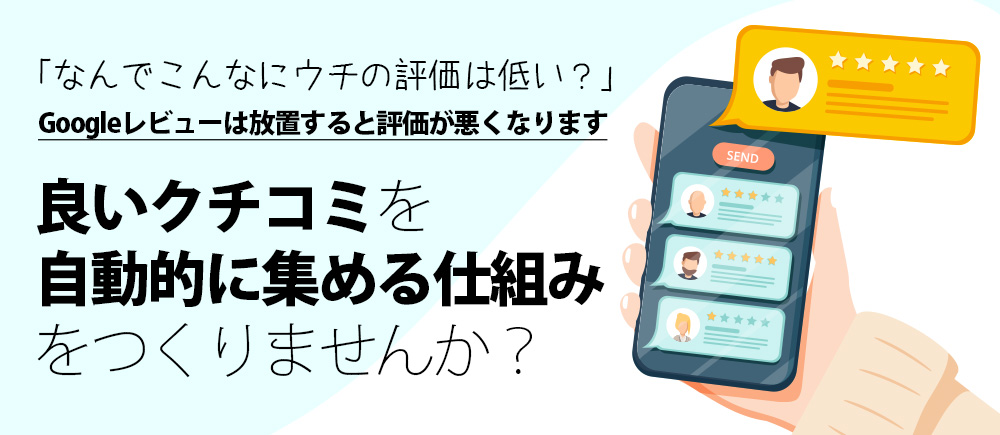 「なんでこんなにウチの評価は低い？」
Googleレビューは放置すると評価が悪くなります
良いクチコミを
自動的に集める仕組み
をつくりませんか？
SEND